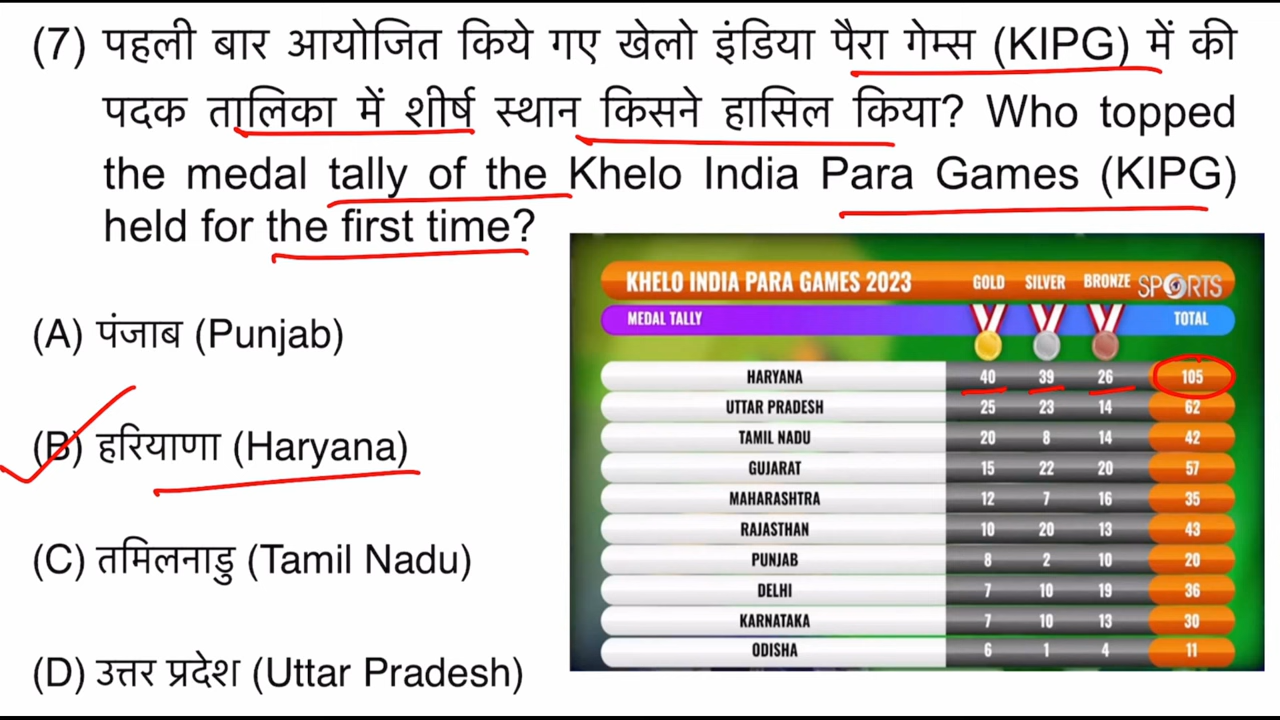 (7) पहली बार आयोजित किये गए खेलो इंडिया पैरा गेम्स (KIPG) में की
पदक तालिका में शीर्ष स्थान किसने हासिल किया? Who topped
the medal tally of the Khelo India Para Games (KIPG)
held for the first time?
(A) पंजाब (Punjab)
(B) हरियाणा (Haryana)
(C) तमिलनाडु (Tamil Nadu)
(D) उत्तर प्रदेश (Uttar Pradesh)
KHELO INDIA PARA GAMES 2023 GOLD SILVER BRONZE SPORTS
MEDAL TALLY TOTAL
HARYANA 40 39 26 105
UTTAR PRADESH 25 23 14 62
TAMIL NADU 20 8 14 42
GUJARAT 15 22 20 57
MAHARASHTRA 12 7 16 35
RAJASTHAN 10 20 13 43
PUNJAB 8 2 10 20
DELHI 7 10 19 36
KARNATAKA 7 10 13 30
ODISHA 6 1 4 11